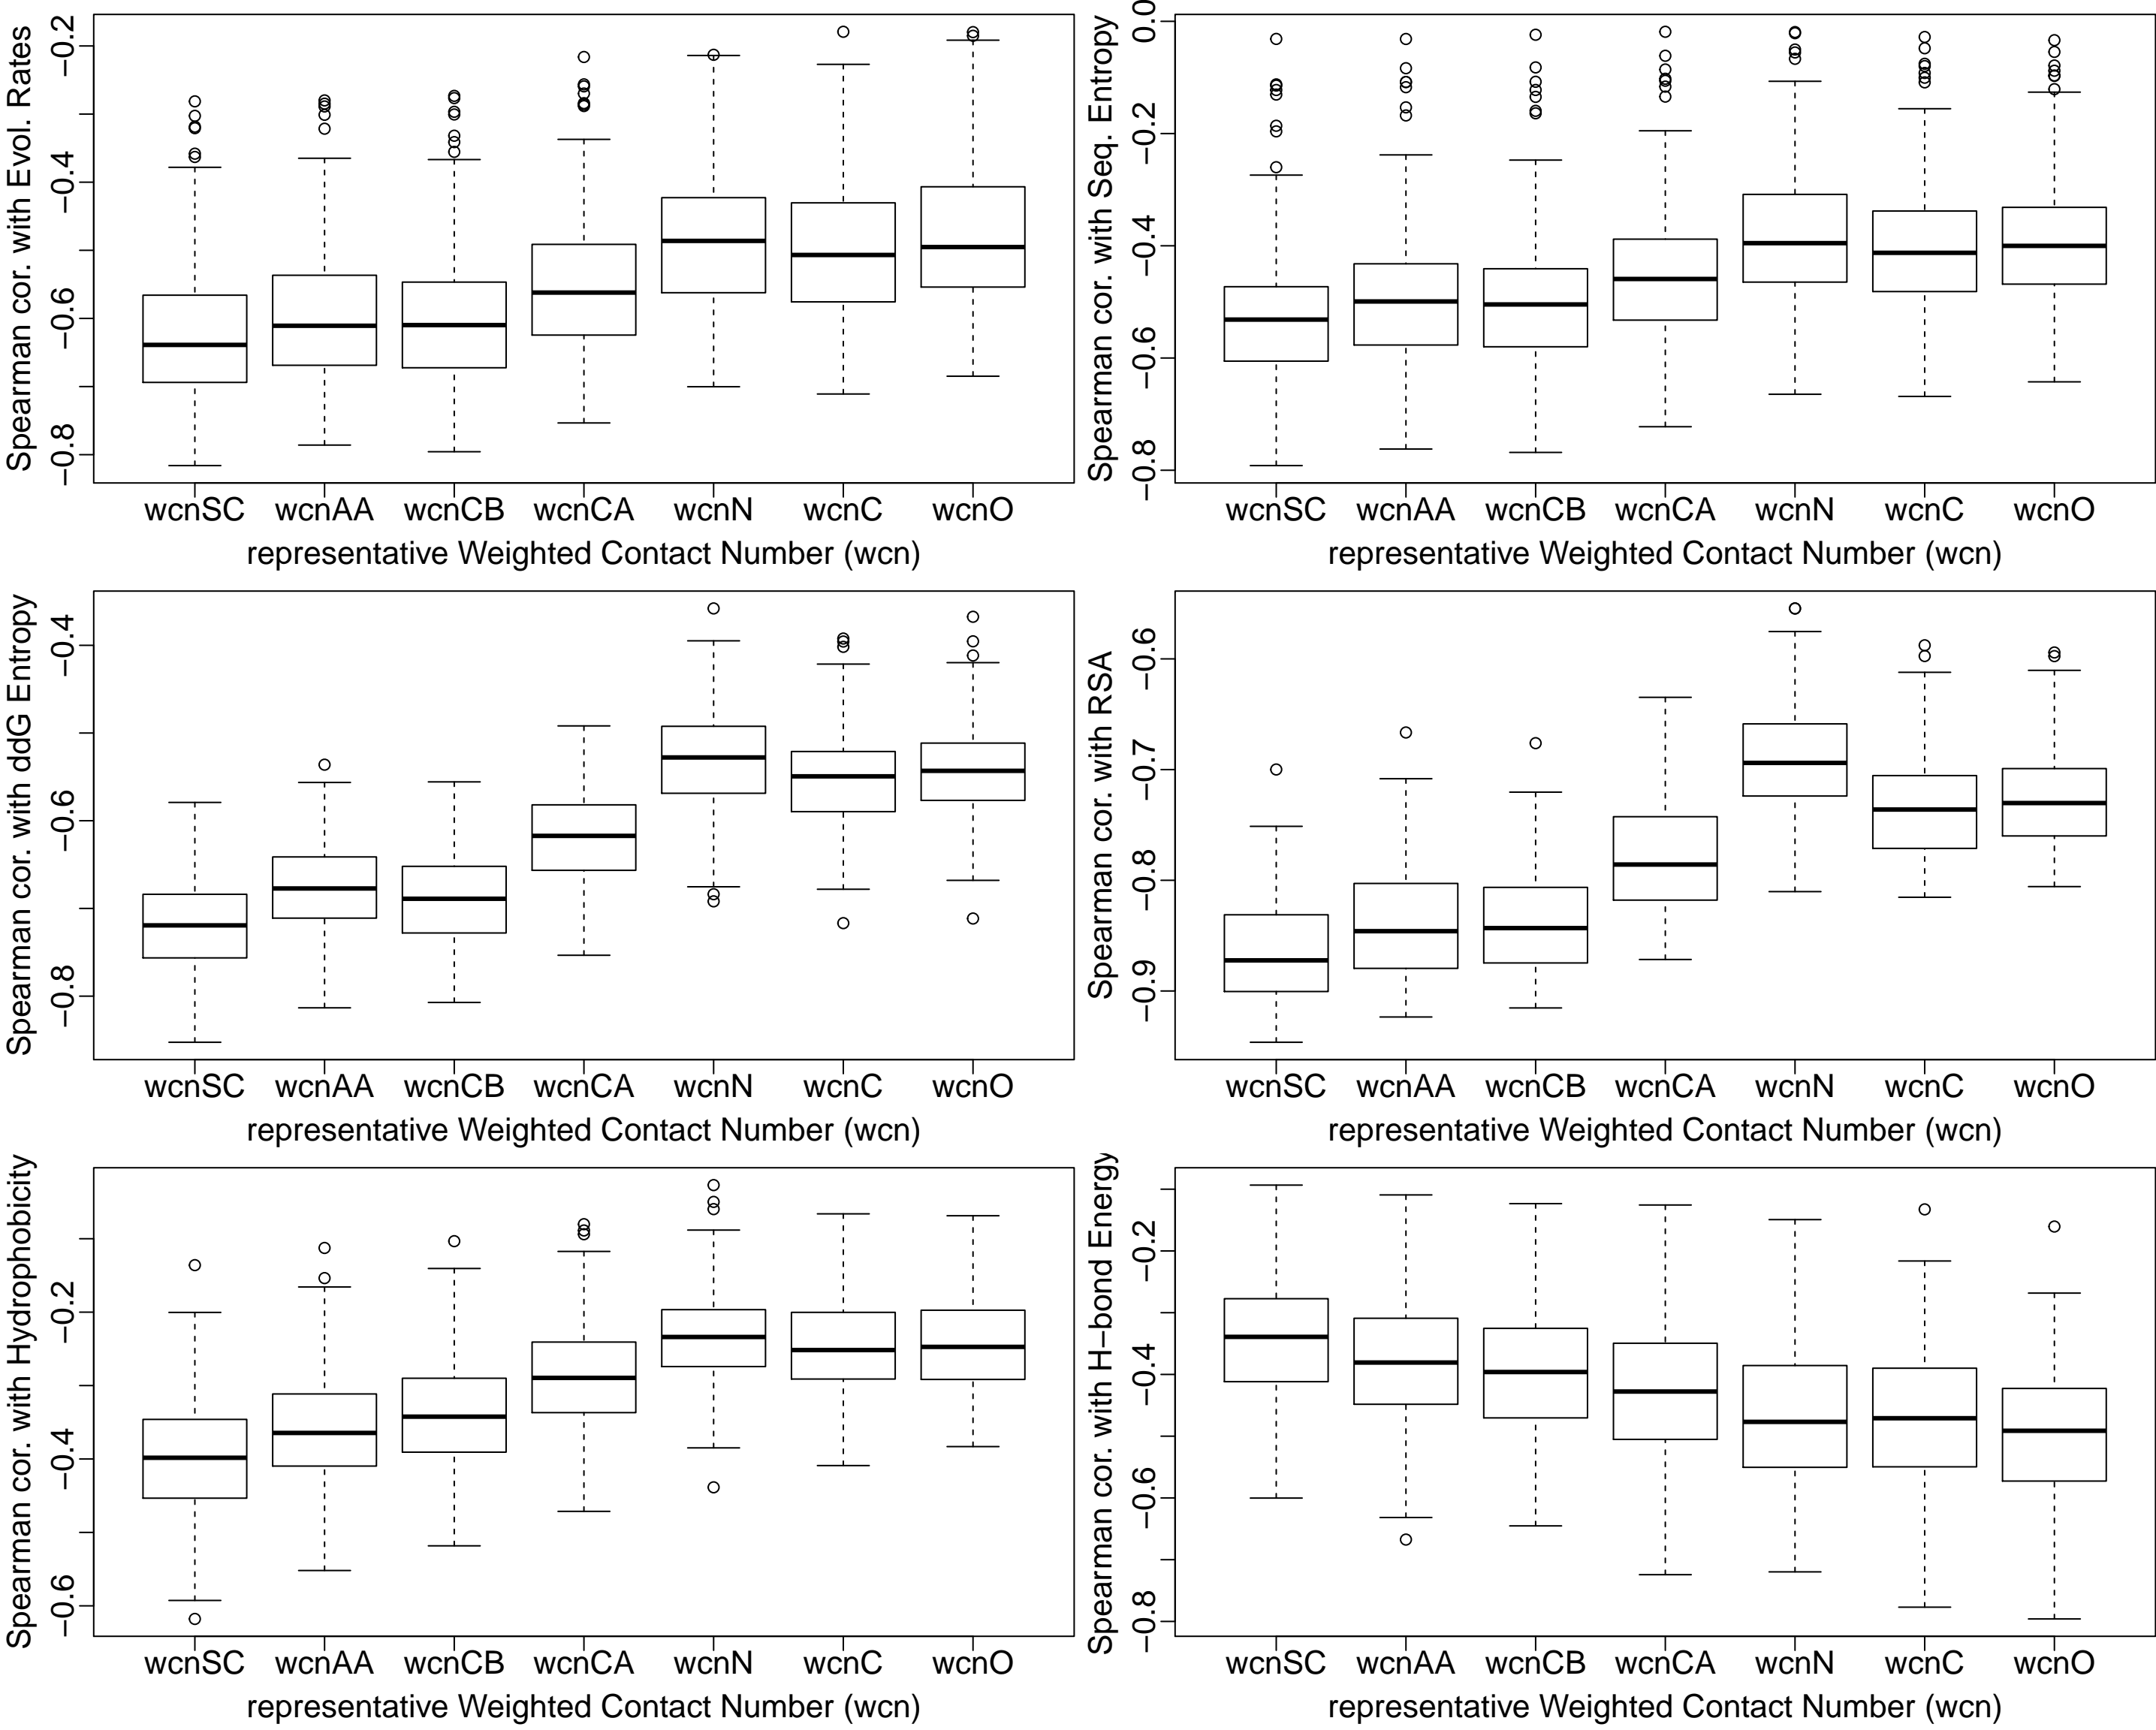 Spearman cor. with Evol. Rates
−0.2
−0.4
−0.6
−0.8
wcnSC wcnAA wcnCB wcnCA wcnN wcnC wcnO
representative Weighted Contact Number (wcn)
Spearman cor. with Seq. Entropy
0.0
−0.2
−0.4
−0.6
−0.8
wcnSC wcnAA wcnCB wcnCA wcnN wcnC wcnO
representative Weighted Contact Number (wcn)
Spearman cor. with ddG Entropy
−0.4
−0.6
−0.8
wcnSC wcnAA wcnCB wcnCA wcnN wcnC wcnO
representative Weighted Contact Number (wcn)
Spearman cor. with RSA
−0.6
−0.7
−0.8
−0.9
wcnSC wcnAA wcnCB wcnCA wcnN wcnC wcnO
representative Weighted Contact Number (wcn)
Spearman cor. with Hydrophobicity
−0.2
−0.4
−0.6
wcnSC wcnAA wcnCB wcnCA wcnN wcnC wcnO
representative Weighted Contact Number (wcn)
Spearman cor. with H−bond Energy
−0.2
−0.4
−0.6
−0.8
wcnSC wcnAA wcnCB wcnCA wcnN wcnC wcnO
representative Weighted Contact Number (wcn)